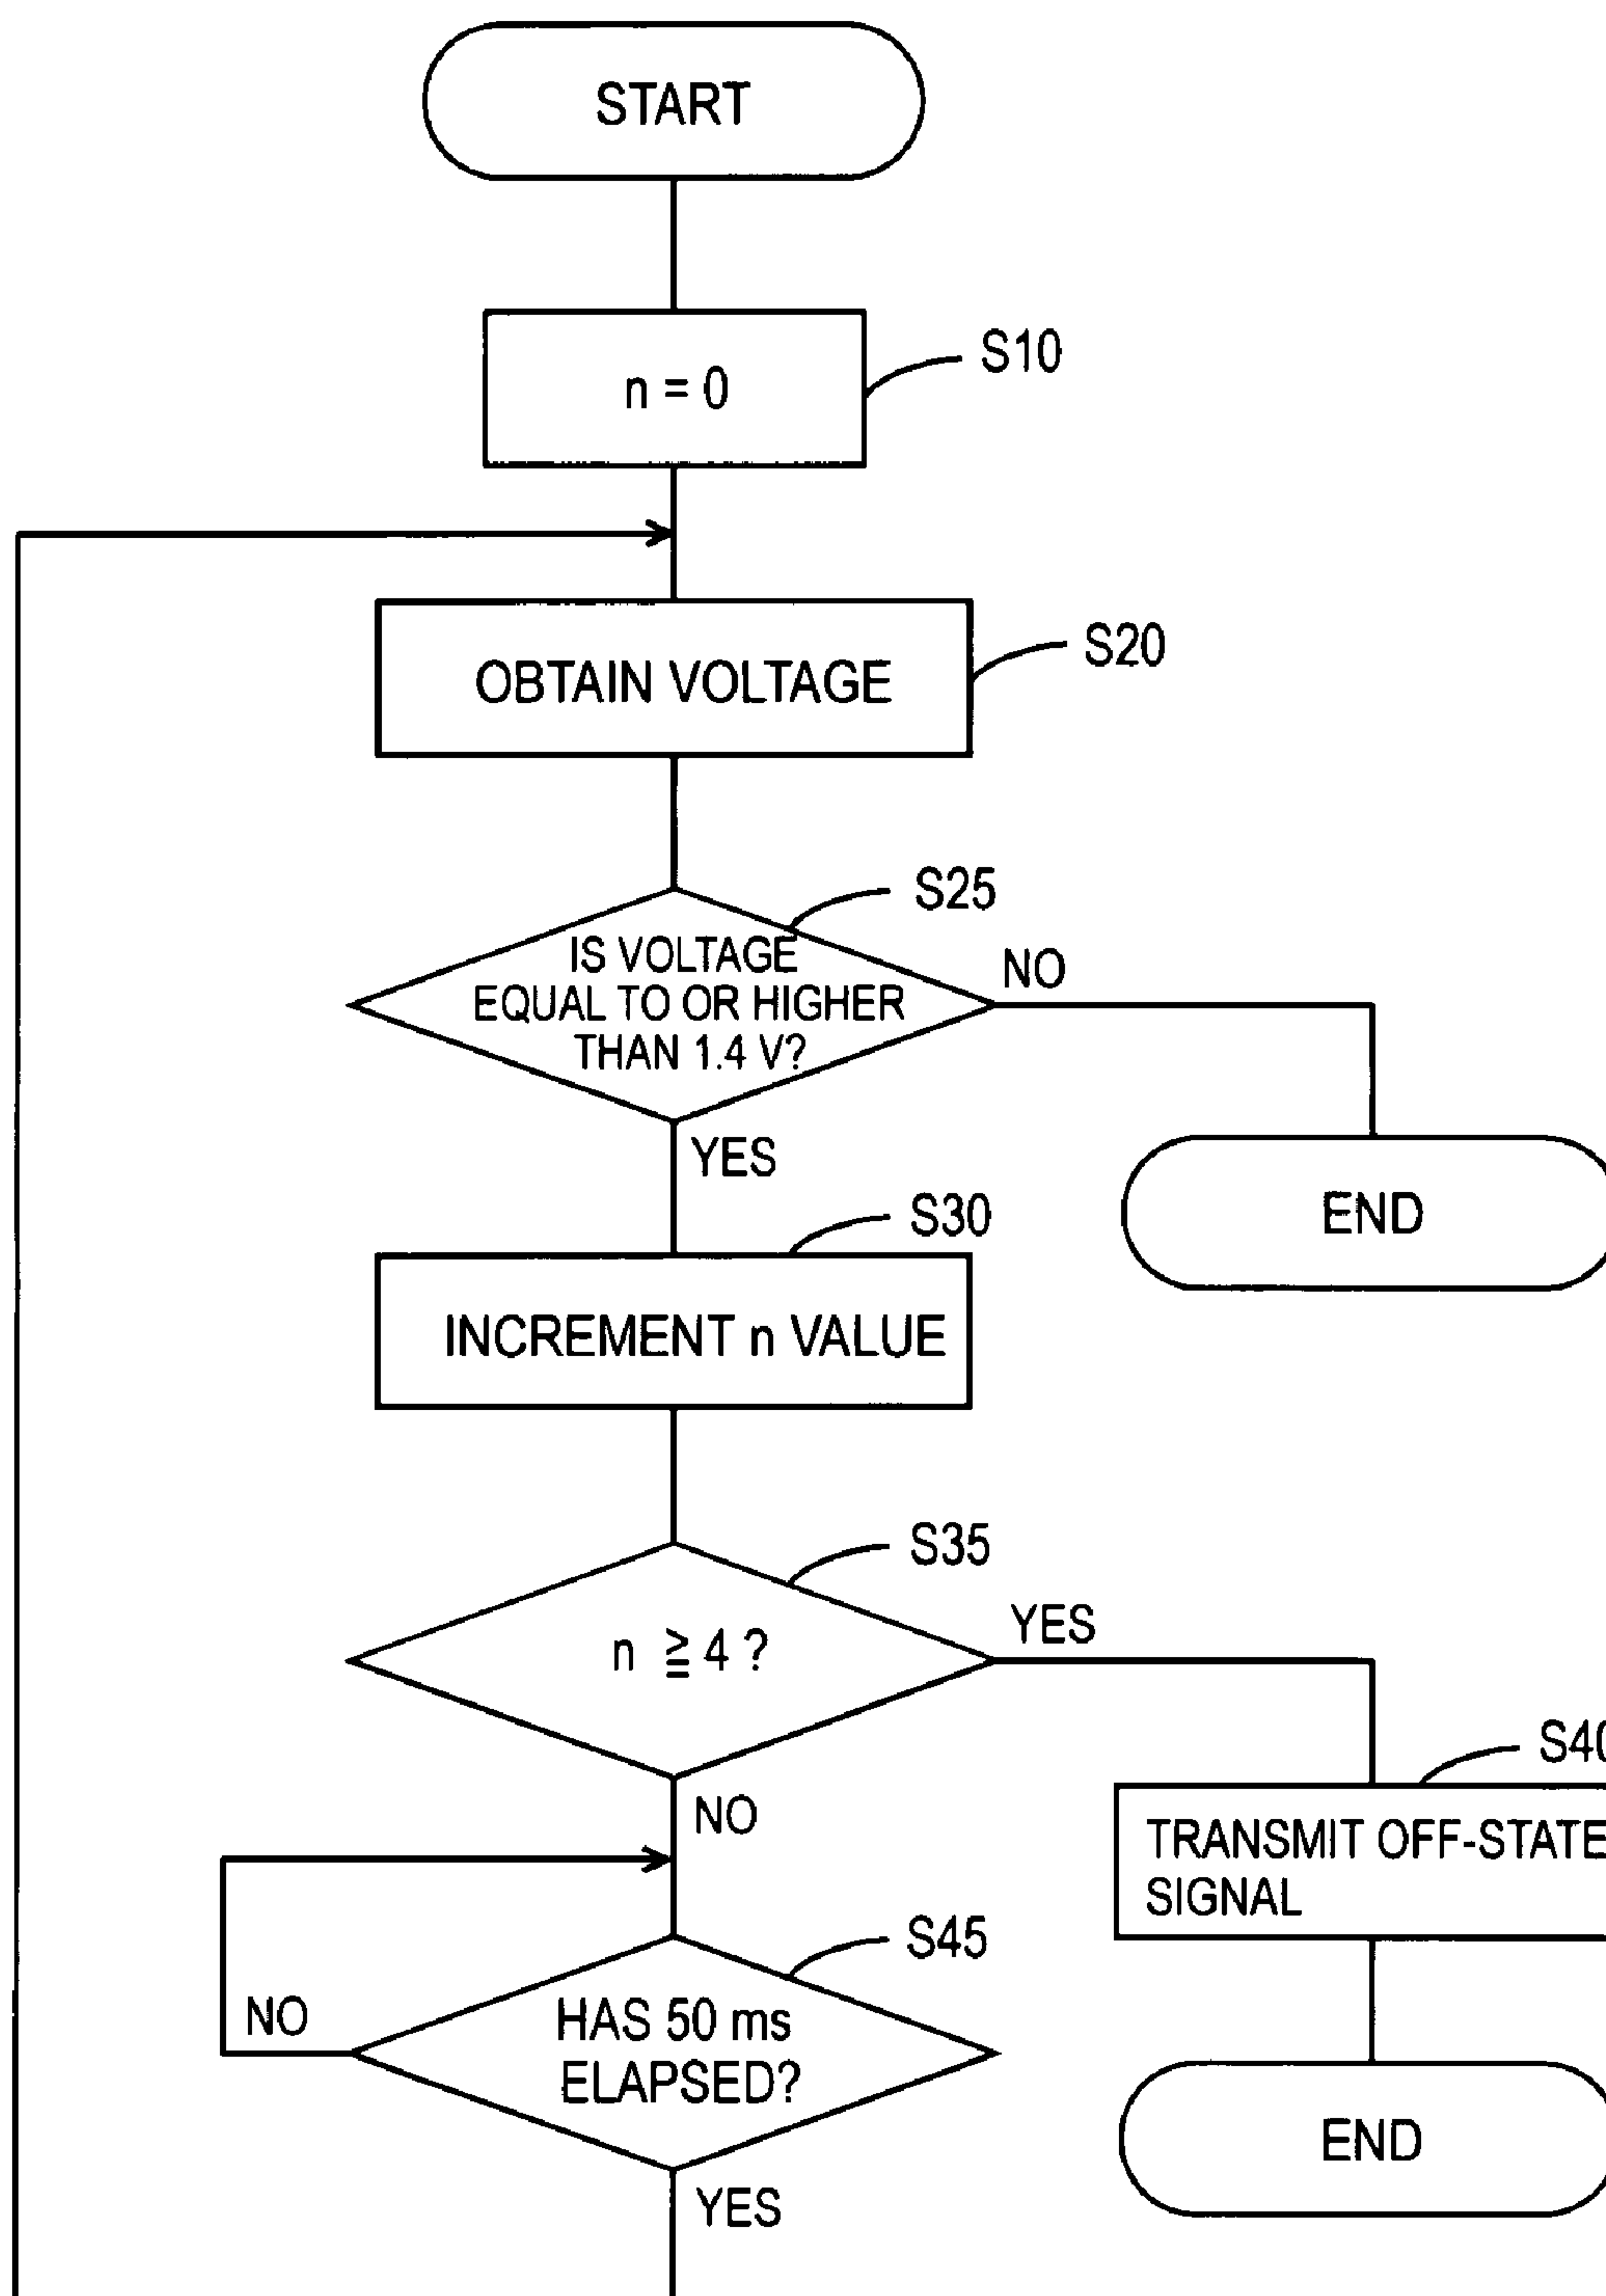 START
n = 0
S10
OBTAIN VOLTAGE
S20
S25
IS VOLTAGE
EQUAL TO OR HIGHER
THAN 1.4 V?
NO
YES
END
S30
INCREMENT n VALUE
S35
n ≧ 4 ?
YES
NO
S40
TRANSMIT OFF-STATE
SIGNAL
S45
HAS 50 ms
ELAPSED?
NO
END
YES